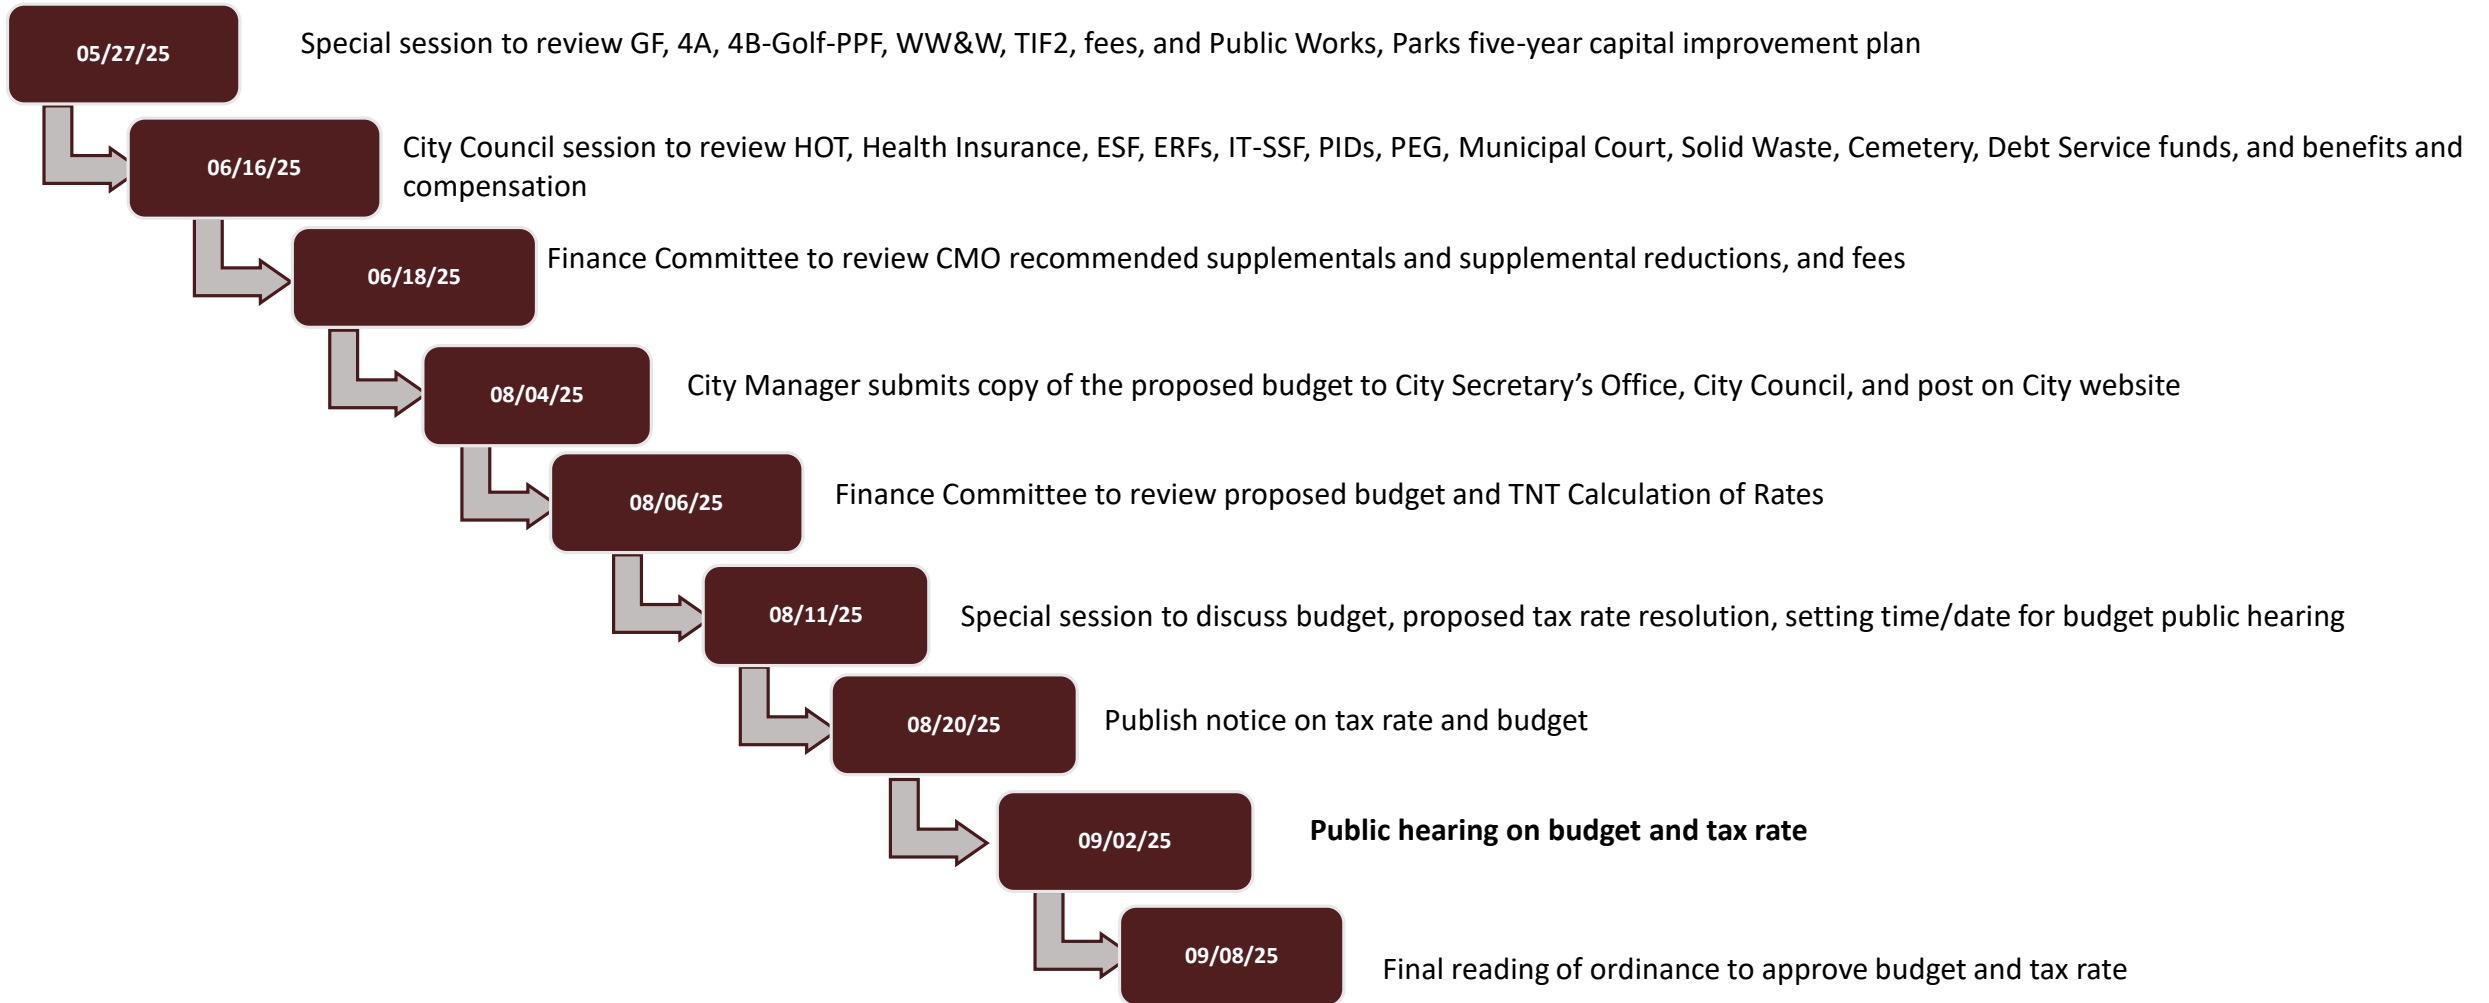 05/27/25
Special session to review GF, 4A, 4B-Golf-PPF, WW&W, TIF2, fees, and Public Works, Parks five-year capital improvement plan
06/16/25
City Council session to review HOT, Health Insurance, ESF, ERFs, IT-SSF, PIDs, PEG, Municipal Court, Solid Waste, Cemetery, Debt Service funds, and benefits and
compensation
06/18/25
Finance Committee to review CMO recommended supplementals and supplemental reductions, and fees
08/04/25
City Manager submits copy of the proposed budget to City Secretary’s Office, City Council, and post on City website
08/06/25
Finance Committee to review proposed budget and TNT Calculation of Rates
08/11/25
Special session to discuss budget, proposed tax rate resolution, setting time/date for budget public hearing
08/20/25
Publish notice on tax rate and budget
09/02/25
Public hearing on budget and tax rate
09/08/25
Final reading of ordinance to approve budget and tax rate